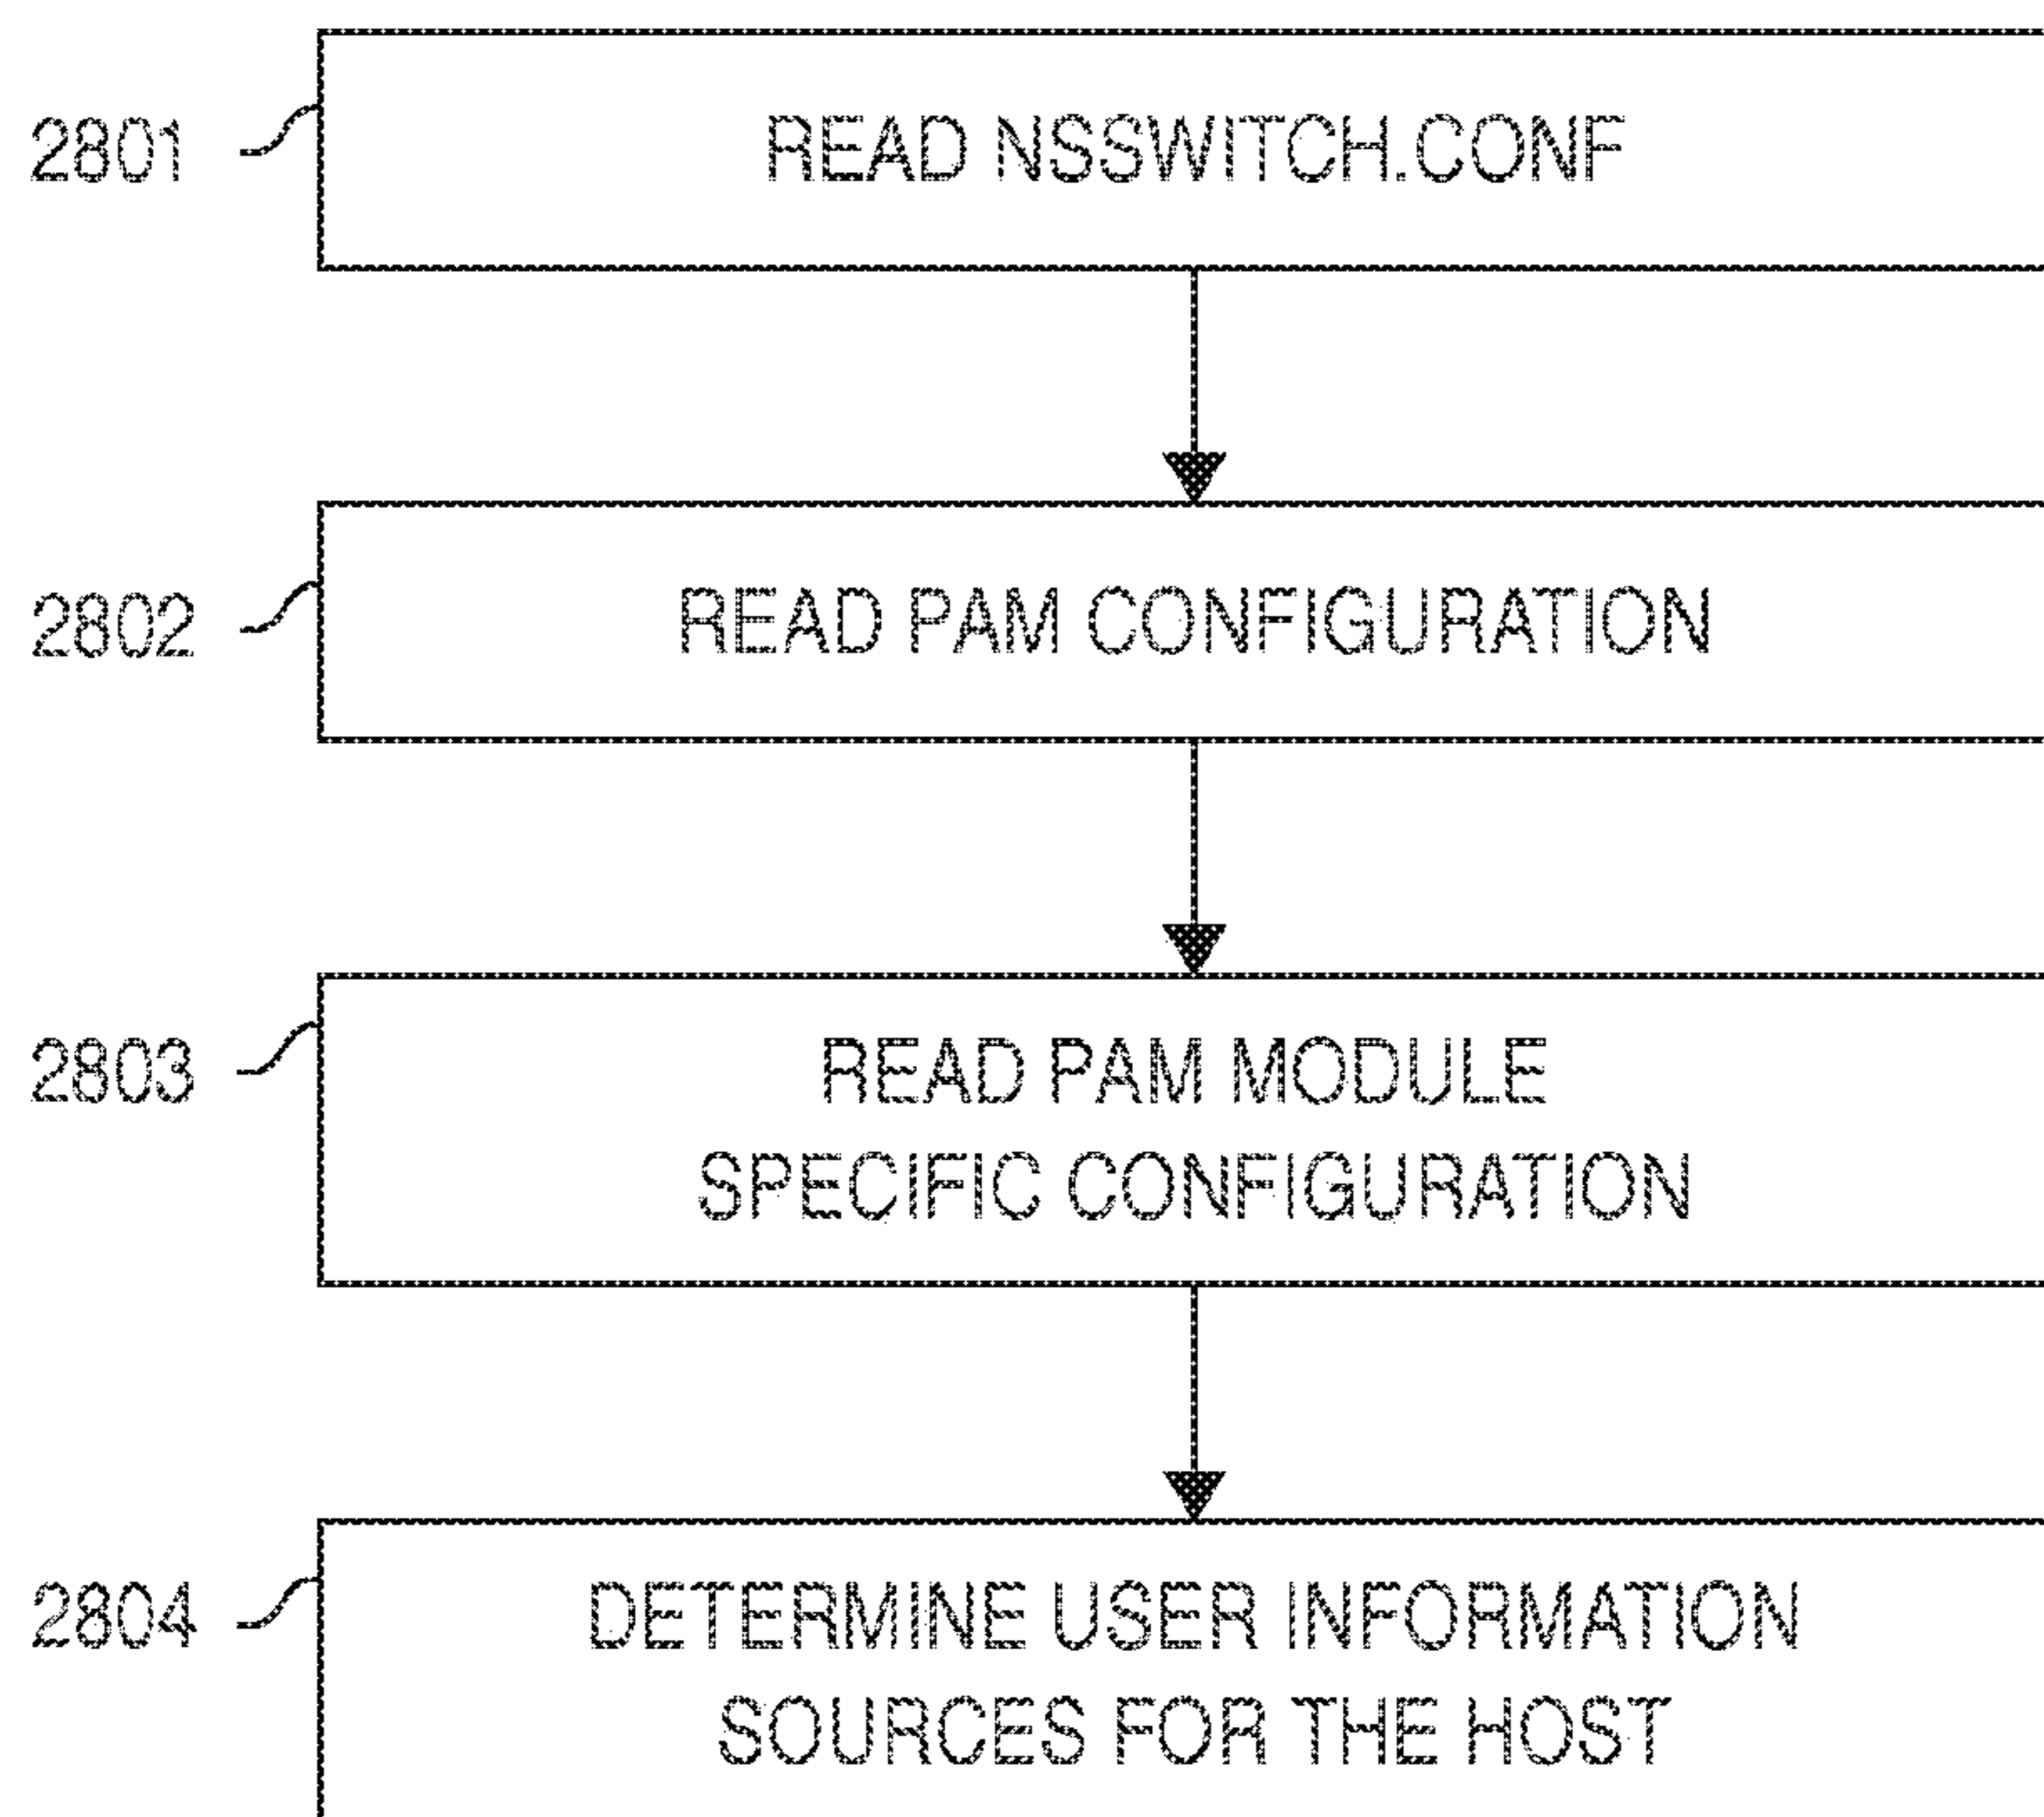 2801 READ NSSWITCH.CONF
2802 READ PAM CONFIGURATION
2803 READ PAM MODULE
SPECIFIC CONFIGURATION
2804 DETERMINE USER INFORMATION
SOURCES FOR THE HOST